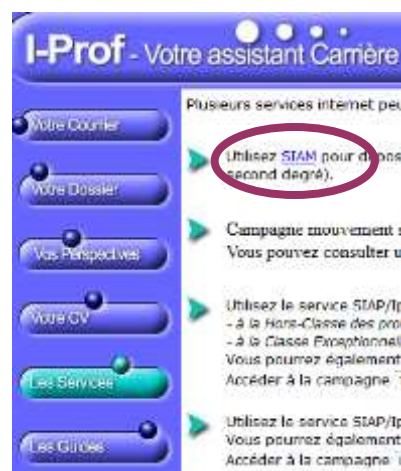 I-Prof - Votre assistant Carrière
Votre Courrier
Votre Dossier
Vos Perspectives
Votre CV
Les Services
Les Guides
Plusieurs services internet peu
Utilisez SIAM pour dépos
second degré).
Campagne mouvement s
Vous pouvez consulter u
Utilisez le service SIAP/Ip
- à la Hors-Classe des pro
- à la Classe Exceptionnell
Vous pourrez également
Accéder à la campagne
Utilisez le service SIAP/Ip
Vous pourrez également
Accéder à la campagne